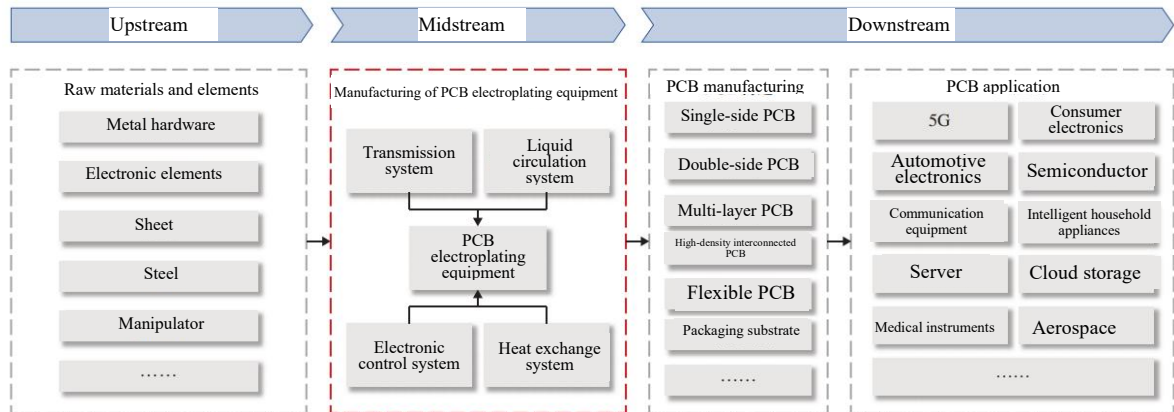 Upstream
Midstream
Downstream
Raw materials and elements
Metal hardware
Electronic elements
Sheet
Steel
Manipulator
……
Manufacturing of PCB electroplating equipment
Transmission
system
Liquid
circulation
system
PCB
electroplating
equipment
Electronic
control system
Heat exchange
system
PCB manufacturing
Single-side PCB
Double-side PCB
Multi-layer PCB
High-density interconnected
PCB
Flexible PCB
Packaging substrate
……
PCB application
5G
Consumer
electronics
Automotive
electronics
Semiconductor
Communication
equipment
Intelligent household
appliances
Server
Cloud storage
Medical instruments
Aerospace
……